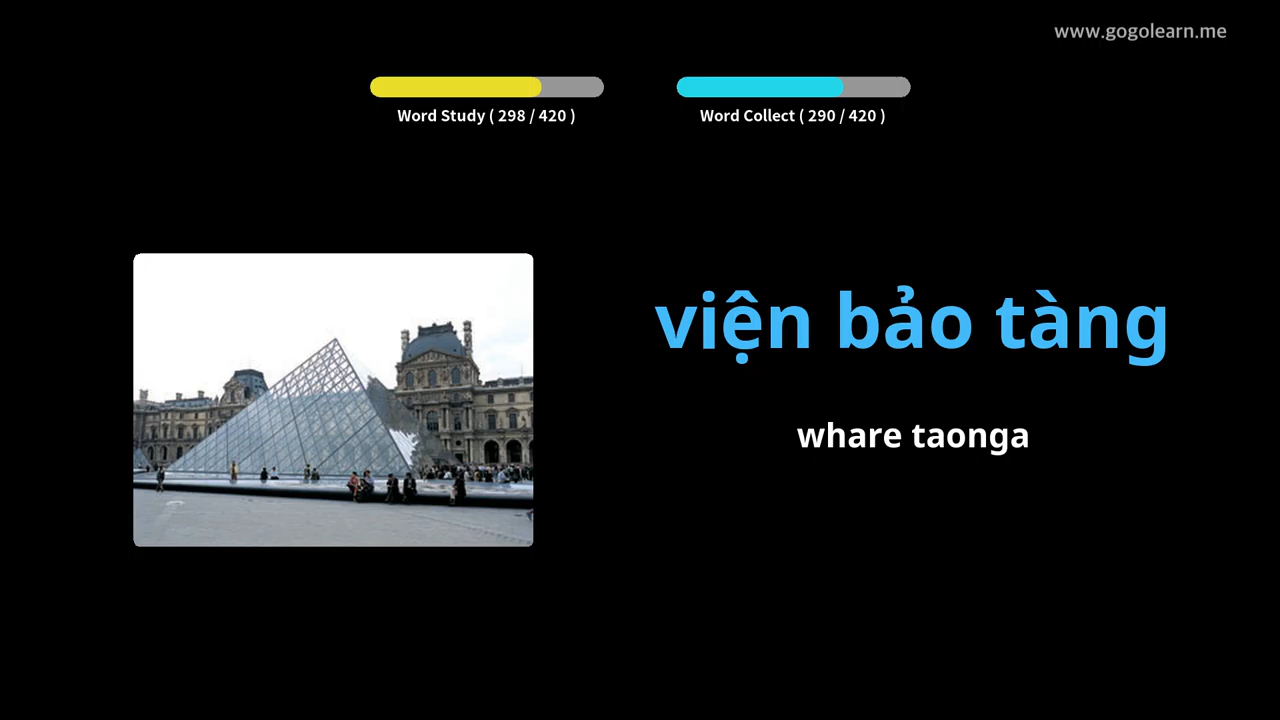 www.gogolearn.me
Word Study ( 298 / 420 )
Word Collect ( 290 / 420 )
viện bảo tàng
whare taonga